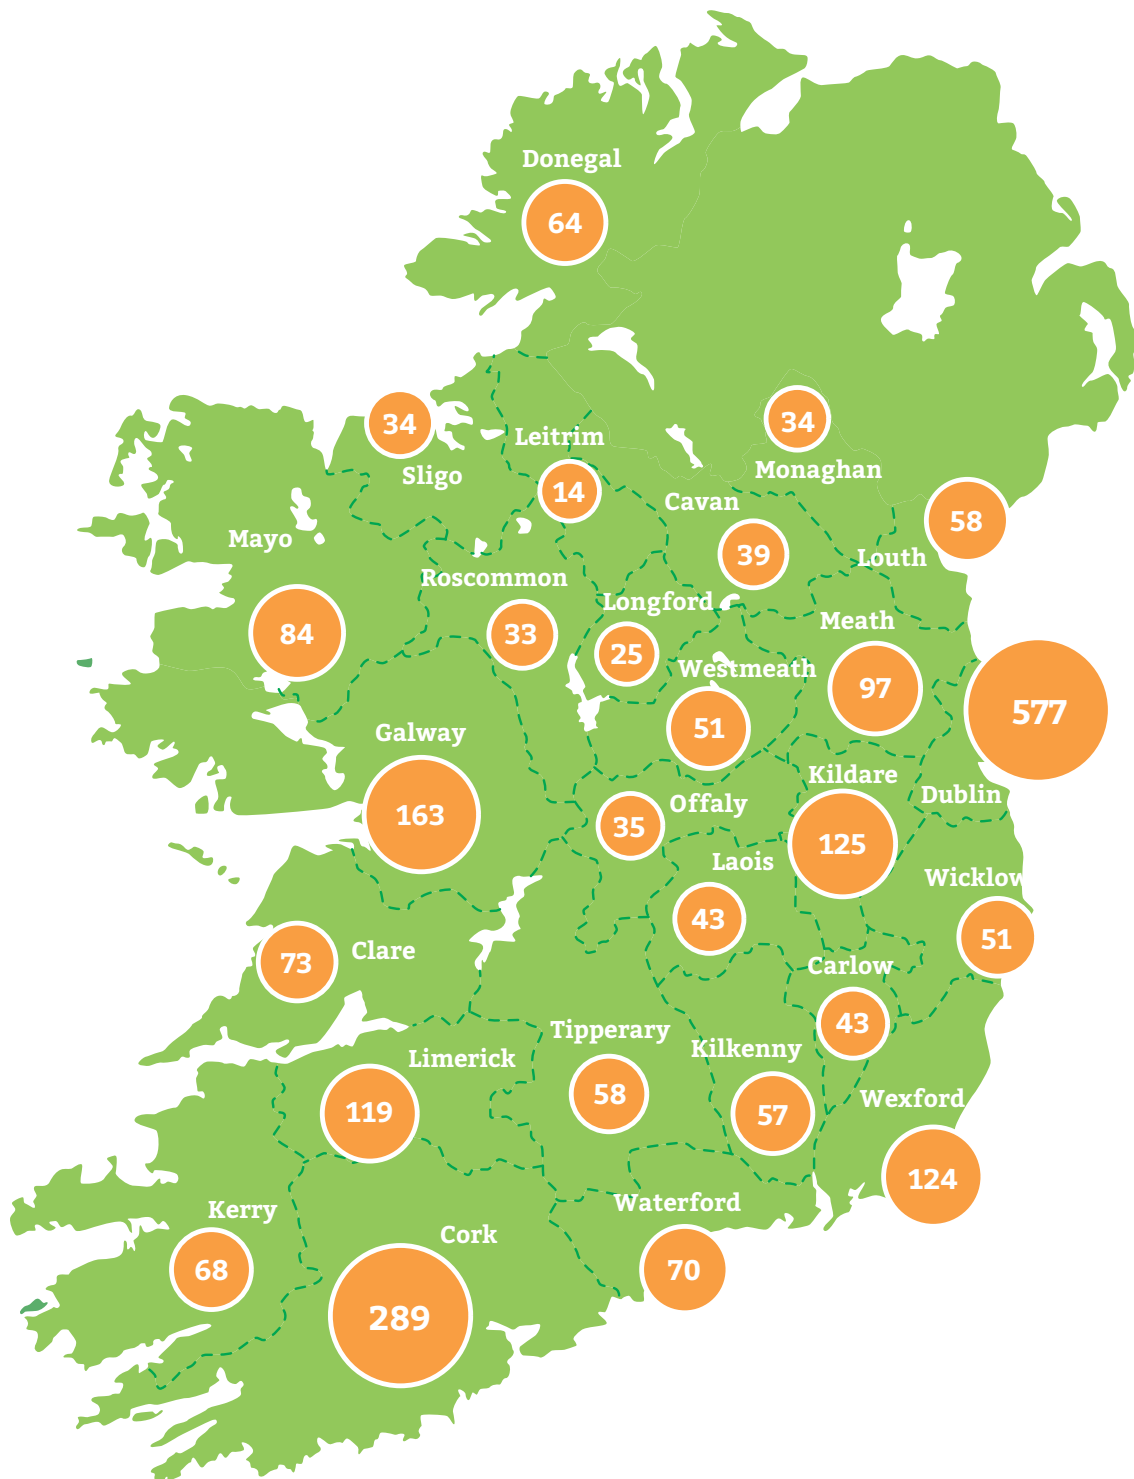 Donegal
64
34
Sligo
Leitrim
14
34
Monaghan
Cavan
39
58
Louth
Mayo
84
Roscommon
33
Longford
25
Meath
97
Westmeath
51
577
Dublin
Galway
163
Offaly
35
Kildare
125
Laois
43
Wicklow
51
Clare
73
Carlow
43
Tipperary
58
Kilkenny
57
Limerick
119
Wexford
124
Waterford
70
Kerry
68
Cork
289